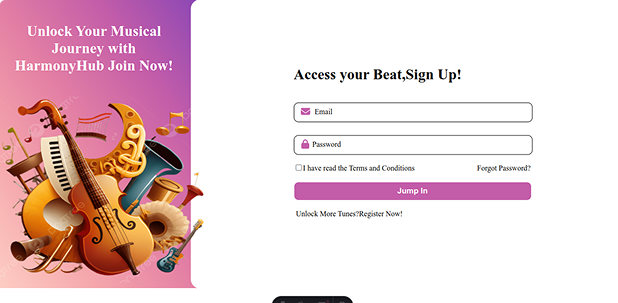 Unlock Your Musical
Journey with
HarmonyHub Join Now!
Access your Beat,Sign Up!
Email
Password
I have read the Terms and Conditions
Forgot Password?
Jump In
Unlock More Tunes?Register Now!